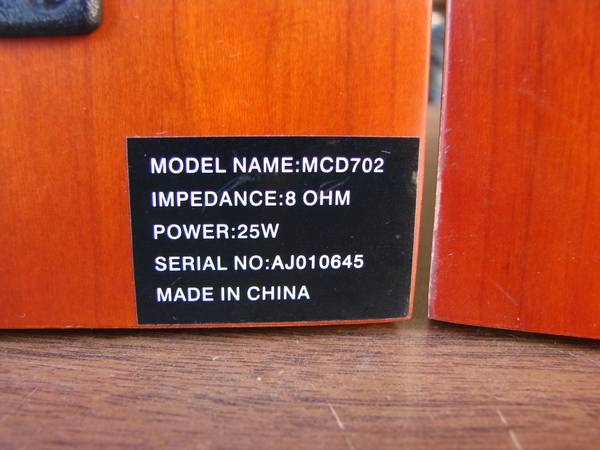 MODEL NAME:MCD702
IMPEDANCE:8 OHM
POWER:25W
SERIAL NO:AJ010645
MADE IN CHINA